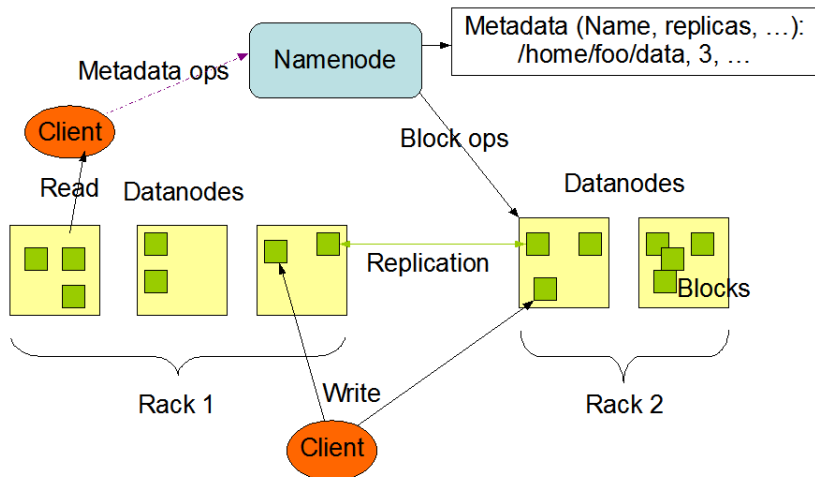 Metadata (Name, replicas, …):
/home/foo/data, 3, …
Namenode
Metadata ops
Client
Block ops
Read
Datanodes
Datanodes
Replication
Blocks
Rack 1
Write
Rack 2
Client